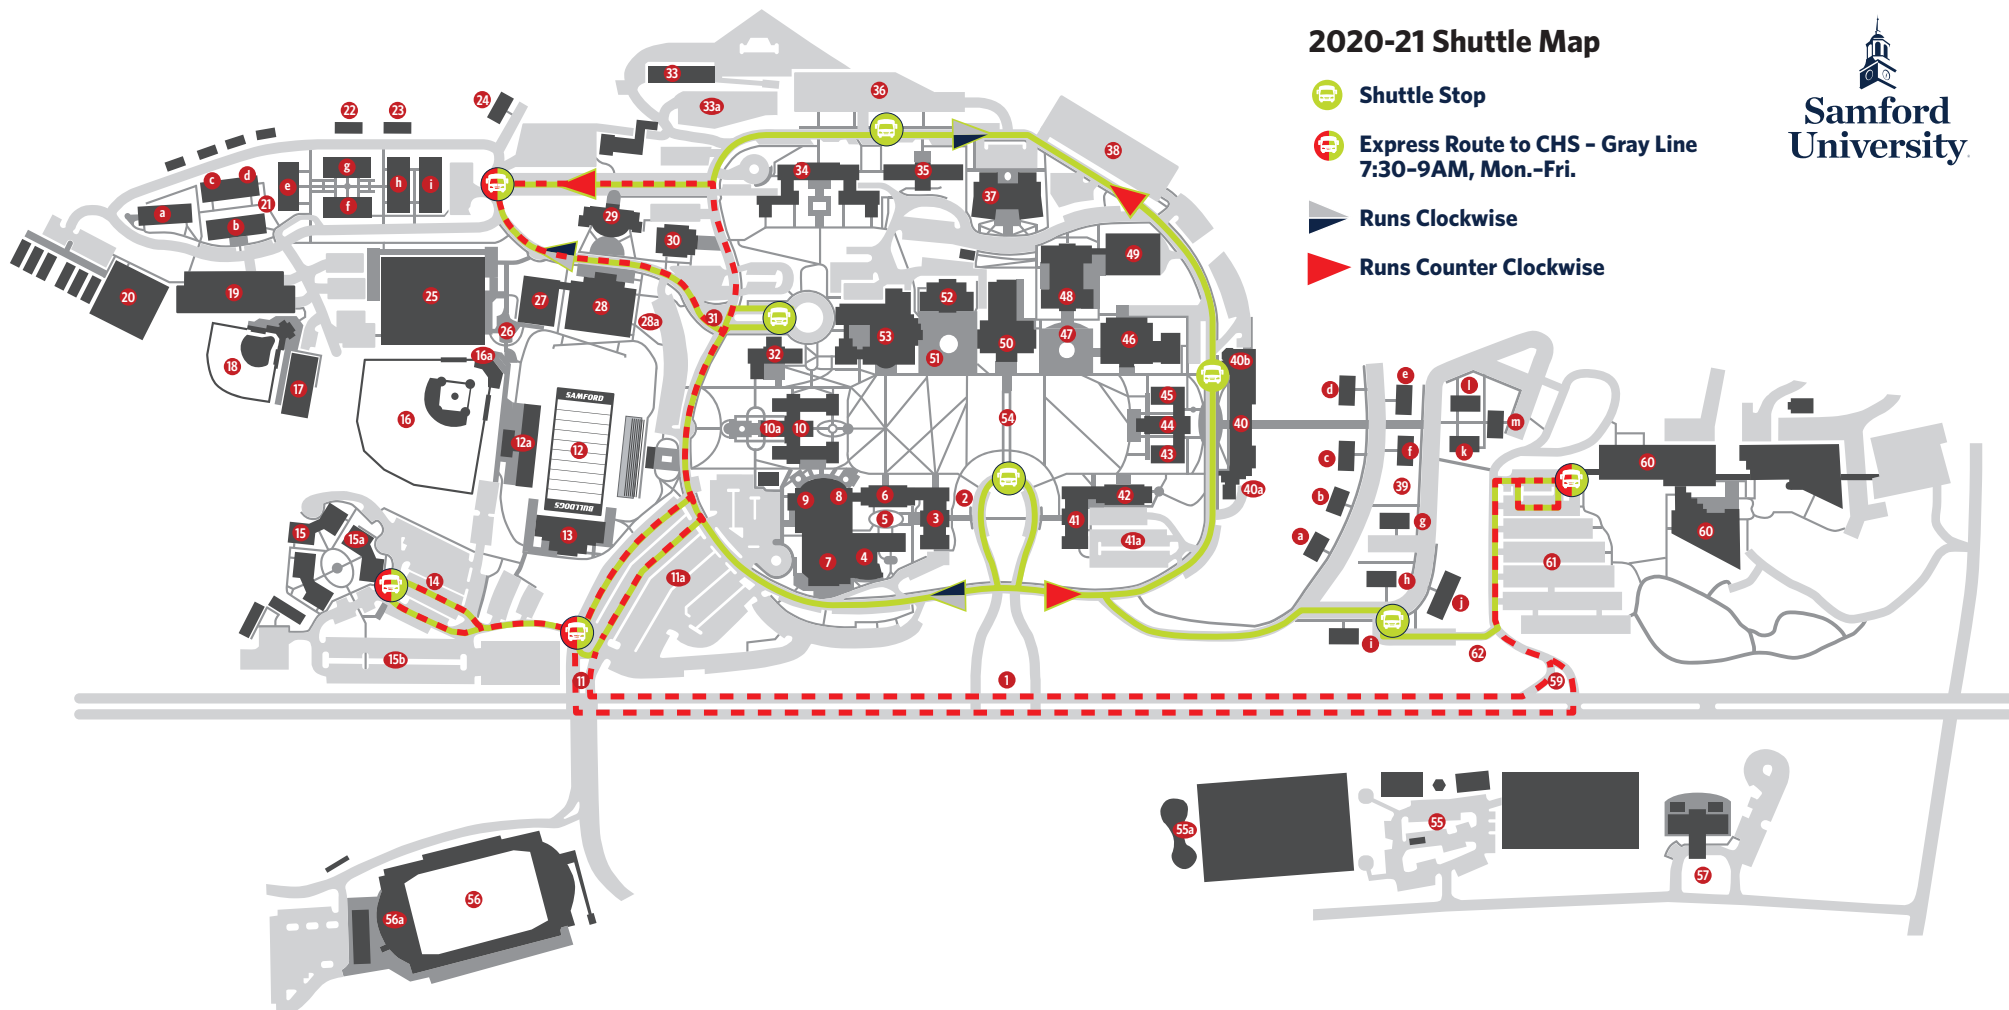 2020-21 Shuttle Map
Shuttle Stop
Express Route to CHS – Gray Line
7:30-9AM, Mon.-Fri.
Runs Clockwise
Runs Counter Clockwise
Samford
University
33
33a
36
24
22
23
38
34
35
37
c
d
e
g
h
i
21
f
a
b
29
30
49
20
19
25
27
28
28a
31
26
16a
18
17
16
12a
SAMFORD
12
BULLDOGS
13
32
53
52
51
50
48
47
46
10a
10
54
45
44
43
40b
40
40a
d
e
l
m
c
f
k
b
39
a
g
h
j
i
62
60
60
61
59
9
8
6
5
7
4
3
2
41
42
41a
15
15a
14
15b
11a
11
1
56
56a
55a
55
57